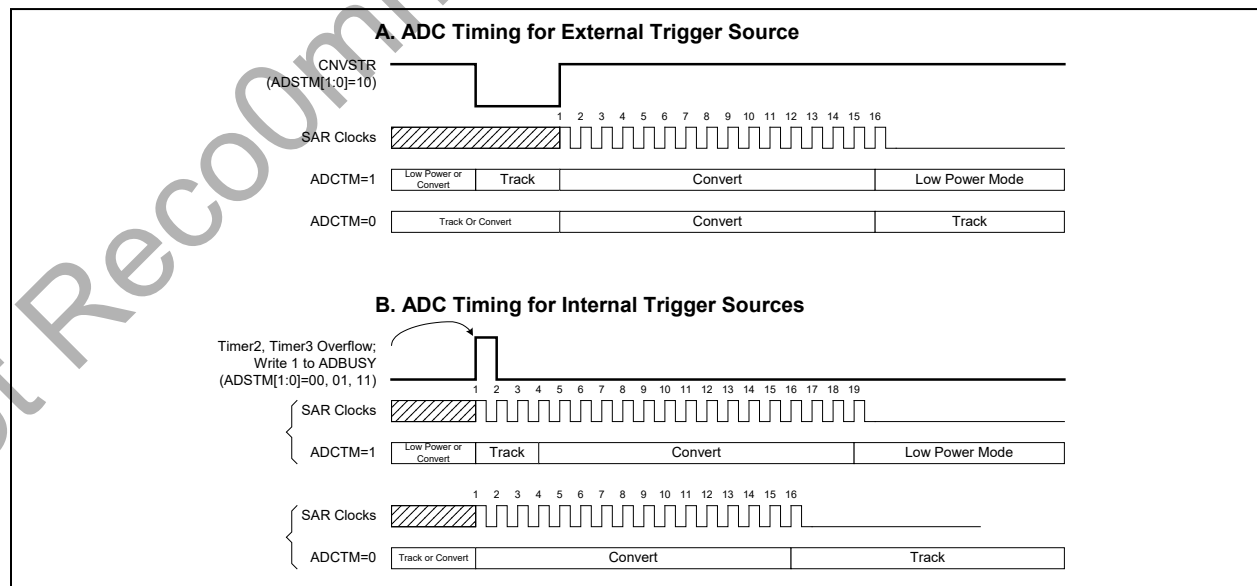 A. ADC Timing for External Trigger Source
CNVSTR
(ADSTM[1:0]=10)
1 2 3 4 5 6 7 8 9 10 11 12 13 14 15 16
SAR Clocks
ADCTM=1
Low Power or
Convert
Track
Convert
Low Power Mode
ADCTM=0
Track Or Convert
Convert
Track
B. ADC Timing for Internal Trigger Sources
Timer2, Timer3 Overflow;
Write 1 to ADBUSY
(ADSTM[1:0]=00, 01, 11)
1 2 3 4 5 6 7 8 9 10 11 12 13 14 15 16 17 18 19
SAR Clocks
ADCTM=1
Low Power or
Convert
Track
Convert
Low Power Mode
1 2 3 4 5 6 7 8 9 10 11 12 13 14 15 16
SAR Clocks
ADCTM=0
Track or Convert
Convert
Track